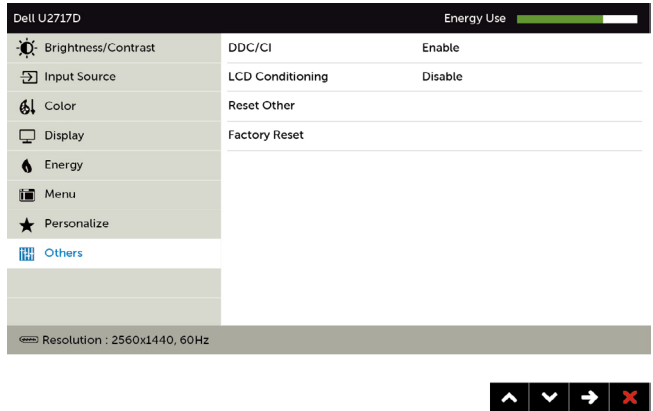 Dell U2717D Energy Use
Brightness/Contrast DDC/CI Enable
Input Source LCD Conditioning Disable
Color Reset Other
Display Factory Reset
Energy
Menu
Personalize
Others
Resolution : 2560x1440, 60Hz